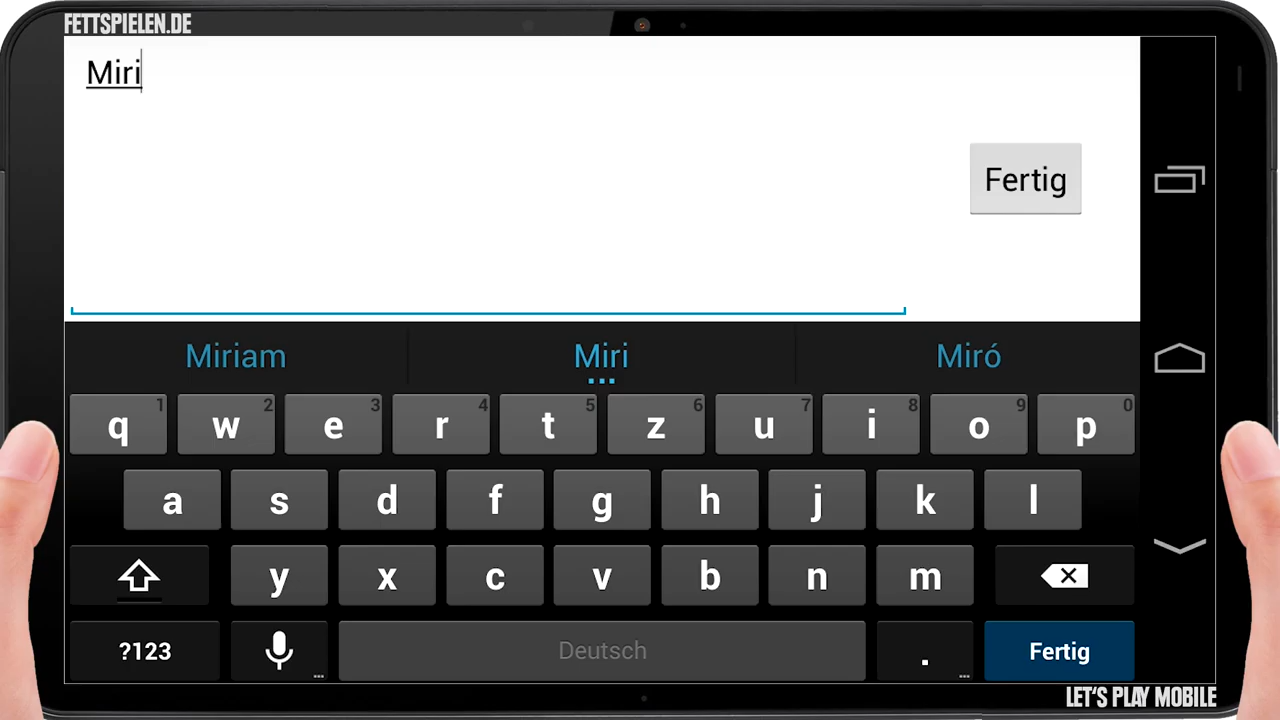 FETTSPIELEN.DE
Miri
Fertig
Miriam Miri Miró
q 1 w 2 e 3 r 4 t 5 z 6 u 7 i 8 o 9 p 0
a s d f g h j k l
y x c v b n m
?123 ... Deutsch . ... Fertig
LET'S PLAY MOBILE